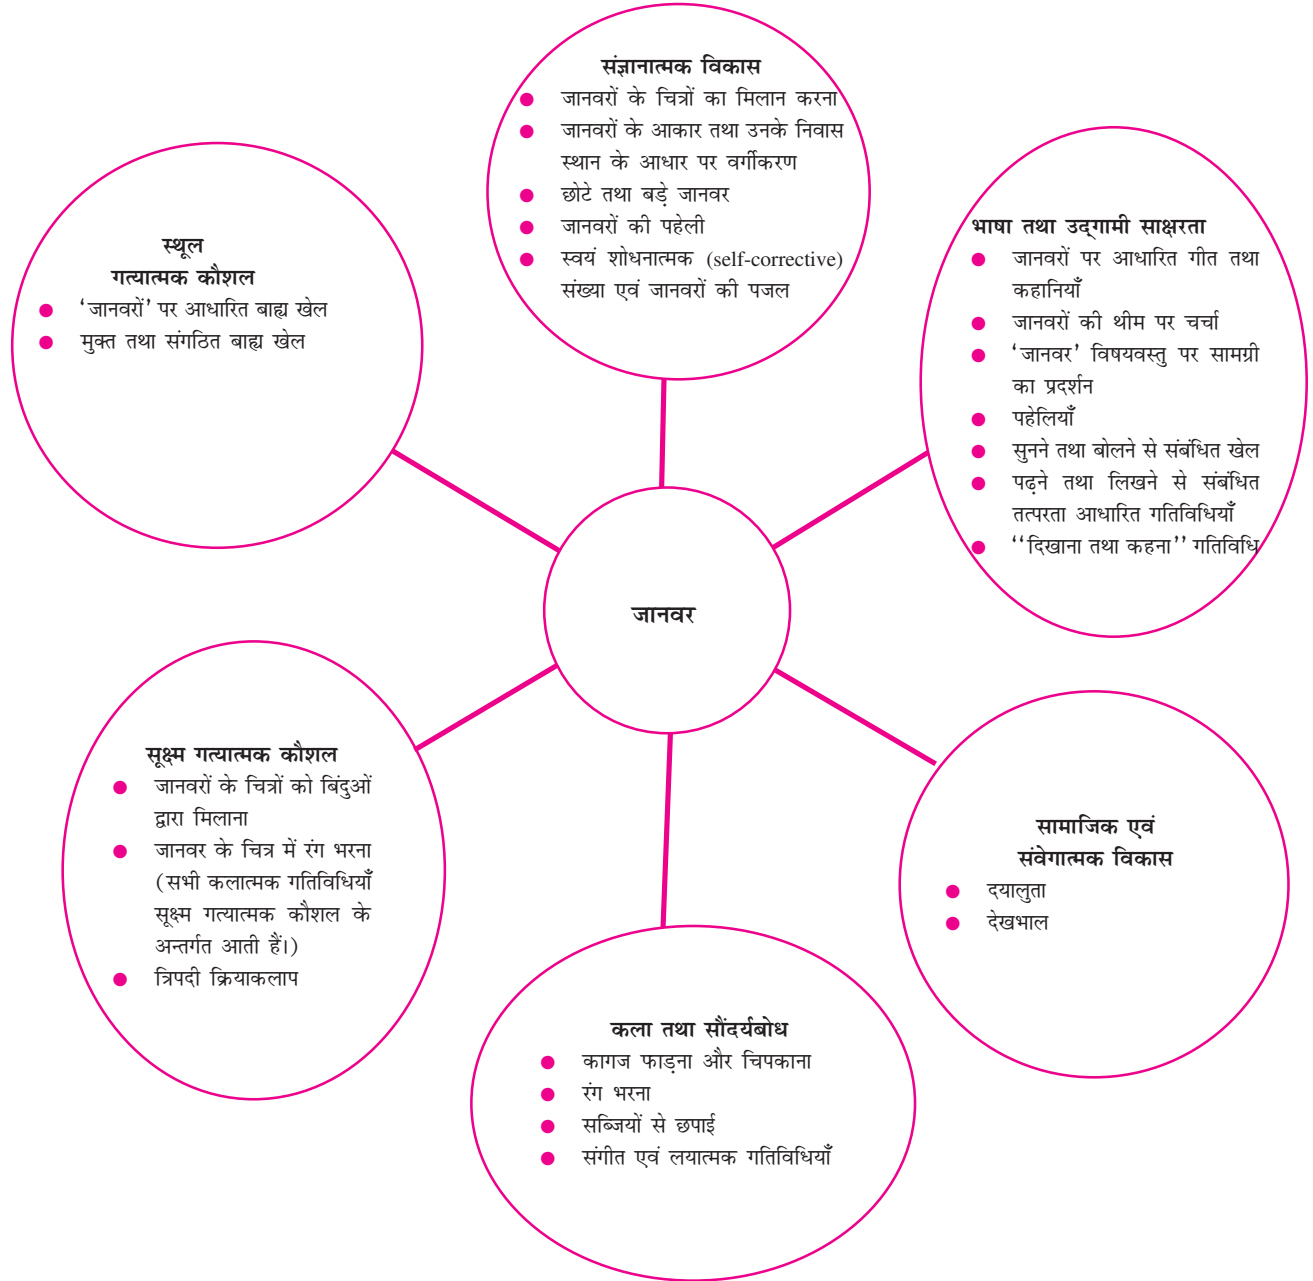 संज्ञानात्मक विकास
● जानवरों के चित्रों का मिलान करना
● जानवरों के आकार तथा उनके निवास
स्थान के आधार पर वर्गीकरण
● छोटे तथा बड़े जानवर
● जानवरों की पहेली
● स्वयं शोधनात्मक (self-corrective)
संख्या एवं जानवरों की पजल
स्थूल
गत्यात्मक कौशल
● ‘जानवरों’ पर आधारित बाह्य खेल
● मुक्त तथा संगठित बाह्य खेल
भाषा तथा उद्‌गामी साक्षरता
● जानवरों पर आधारित गीत तथा
कहानियाँ
● जानवरों की थीम पर चर्चा
● ‘जानवर’ विषयवस्तु पर सामग्री
का प्रदर्शन
● पहेलियाँ
● सुनने तथा बोलने से संबंधित खेल
● पढ़ने तथा लिखने से संबंधित
तत्परता आधारित गतिविधियाँ
● ‘‘दिखाना तथा कहना’’ गतिविधि
जानवर
सूक्ष्म गत्यात्मक कौशल
● जानवरों के चित्रों को बिंदुओं
द्वारा मिलाना
● जानवर के चित्र में रंग भरना
(सभी कलात्मक गतिविधियाँ
सूक्ष्म गत्यात्मक कौशल के
अन्तर्गत आती हैं।)
● त्रिपदी क्रियाकलाप
सामाजिक एवं
संवेगात्मक विकास
● दयालुता
● देखभाल
कला तथा सौंदर्यबोध
● कागज फाड़ना और चिपकाना
● रंग भरना
● सब्जियों से छपाई
● संगीत एवं लयात्मक गतिविधियाँ